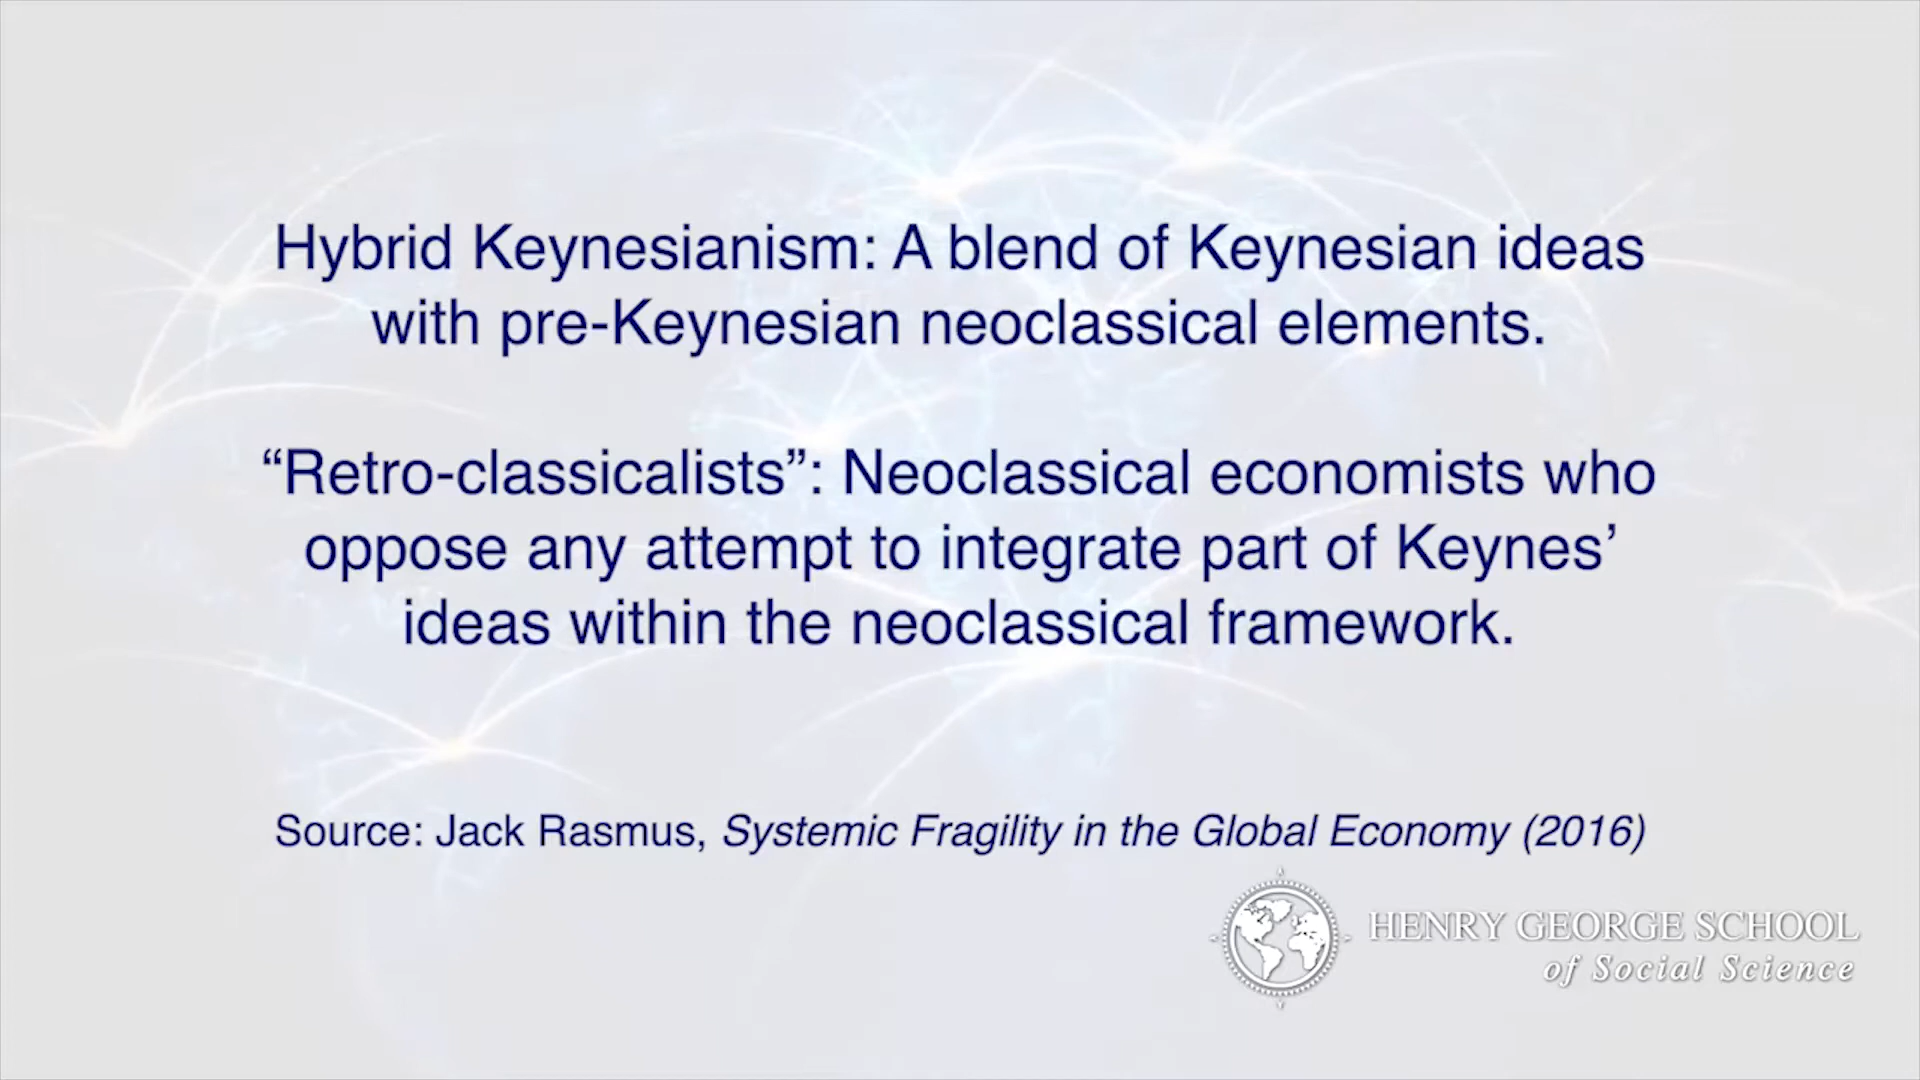 Hybrid Keynesianism: A blend of Keynesian ideas
with pre-Keynesian neoclassical elements.
“Retro-classicalists”: Neoclassical economists who
oppose any attempt to integrate part of Keynes’
ideas within the neoclassical framework.
Source: Jack Rasmus, Systemic Fragility in the Global Economy (2016)
HENRY GEORGE SCHOOL
of Social Science